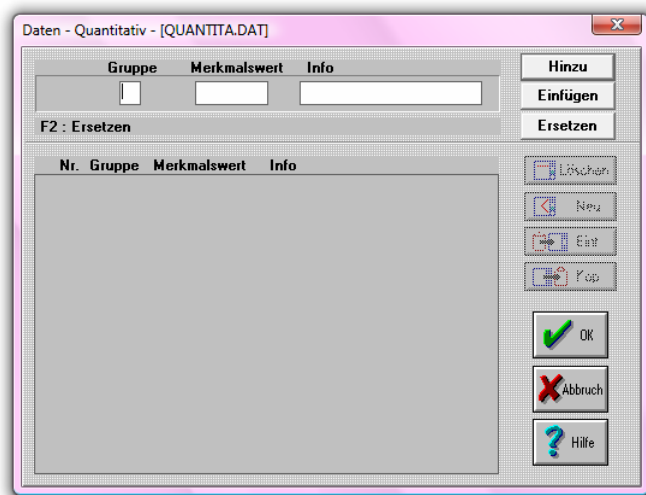 Daten - Quantitativ - [QUANTITA.DAT]
Gruppe Merkmalswert Info
Hinzu
Einfügen
Ersetzen
F2 : Ersetzen
Nr. Gruppe Merkmalswert Info
Löschen
Neu
Einf
Kop
OK
Abbruch
Hilfe